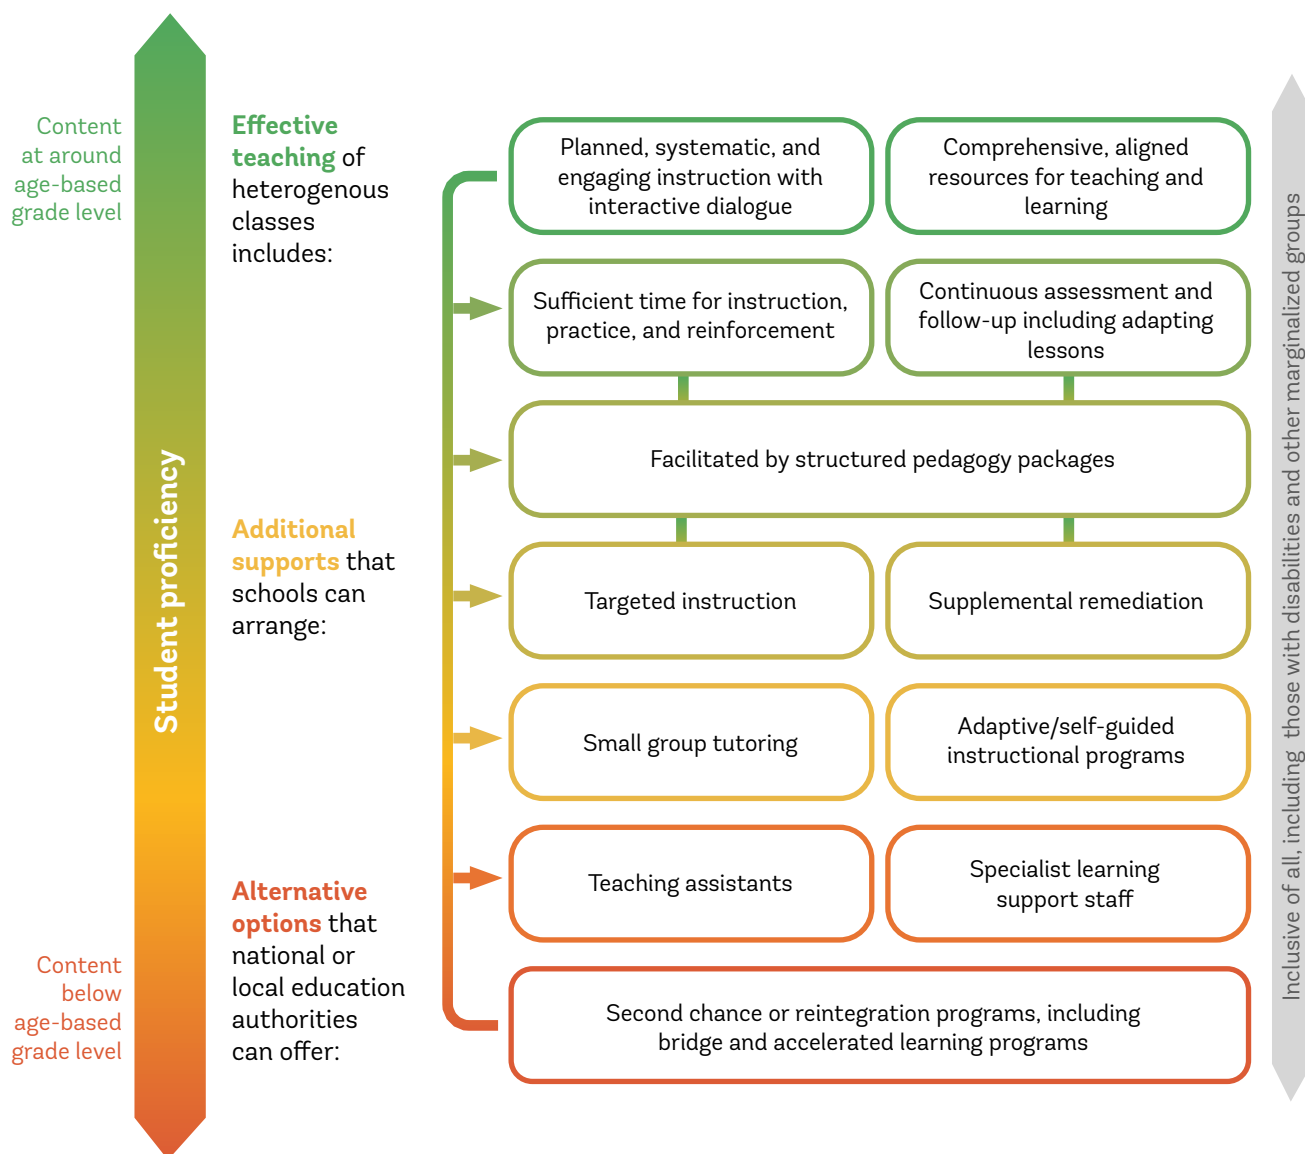 Content
at around
age-based
grade level
Effective
teaching of
heterogenous
classes
includes:
Planned, systematic, and
engaging instruction with
interactive dialogue
Comprehensive, aligned
resources for teaching and
learning
Sufficient time for instruction,
practice, and reinforcement
Continuous assessment and
follow-up including adapting
lessons
Facilitated by structured pedagogy packages
Student proficiency
Additional
supports that
schools can
arrange:
Targeted instruction
Supplemental remediation
Small group tutoring
Adaptive/self-guided
instructional programs
Teaching assistants
Specialist learning
support staff
Alternative
options that
national or
local education
authorities
can offer:
Content
below
age-based
grade level
Second chance or reintegration programs, including
bridge and accelerated learning programs
Inclusive of all, including those with disabilities and other marginalized groups